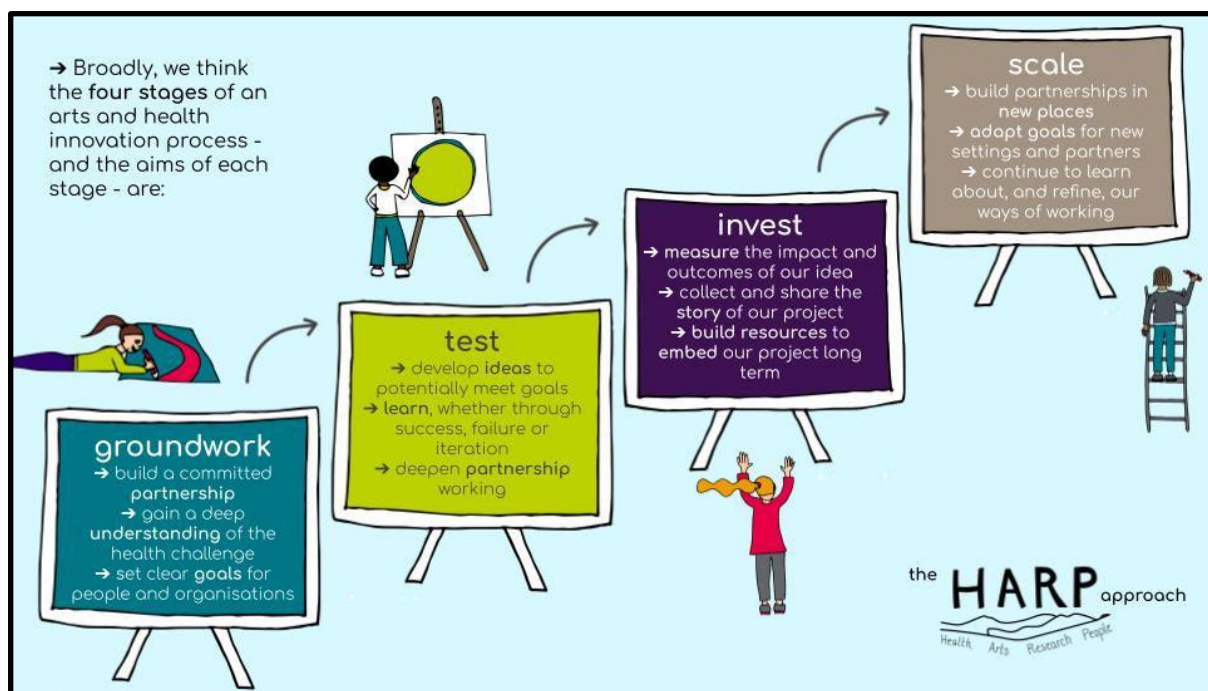 → Broadly, we think
the four stages of an
arts and health
innovation process -
and the aims of each
stage - are:
groundwork
→ build a committed
partnership
→ gain a deep
understanding of the
health challenge
→ set clear goals for
people and organisations
test
→ develop ideas to
potentially meet goals
→ learn, whether through
success, failure or
iteration
→ deepen partnership
working
invest
→ measure the impact and
outcomes of our idea
→ collect and share the
story of our project
→ build resources to
embed our project long
term
scale
→ build partnerships in
new places
→ adapt goals for new
settings and partners
→ continue to learn
about, and refine, our
ways of working
the HARP approach
Health Arts Research People